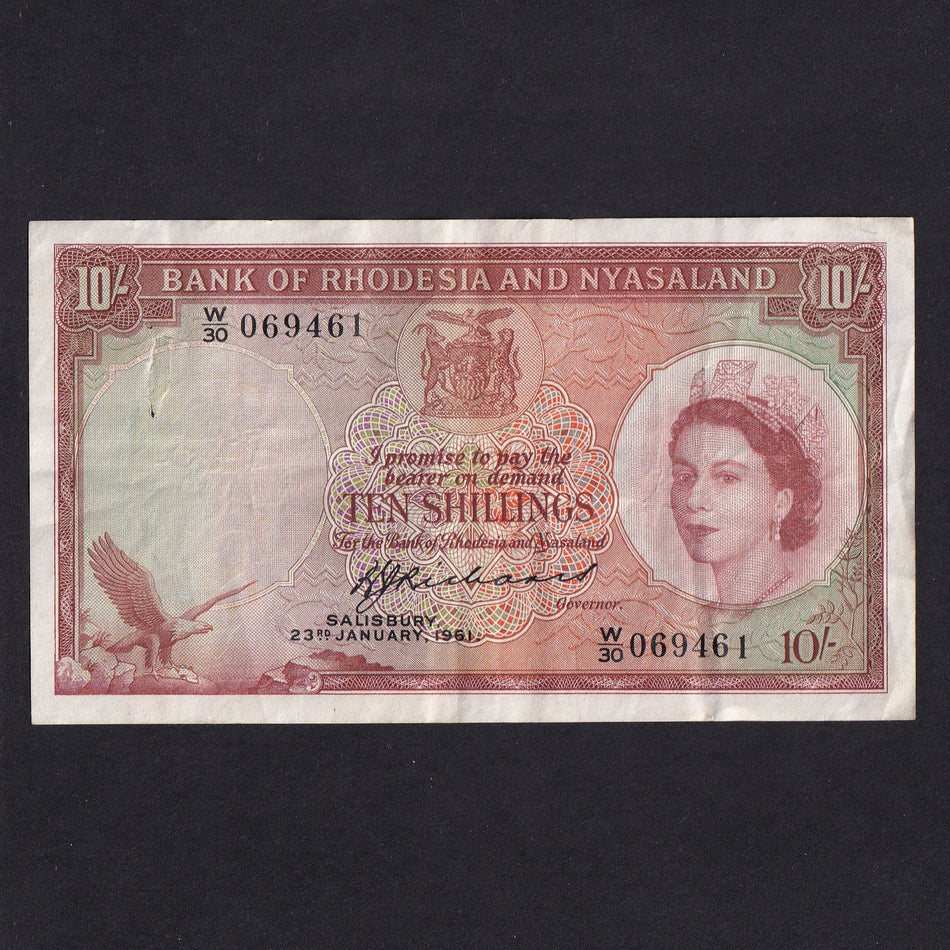 10/- BANK OF RHODESIA AND NYASALAND 10/-
W/30 069461
I promise to pay the
bearer on demand
TEN SHILLINGS
for the Bank of Rhodesia and Nyasaland
B J Richards
Governor.
SALISBURY,
23RD JANUARY, 1961.
W/30 069461 10/-